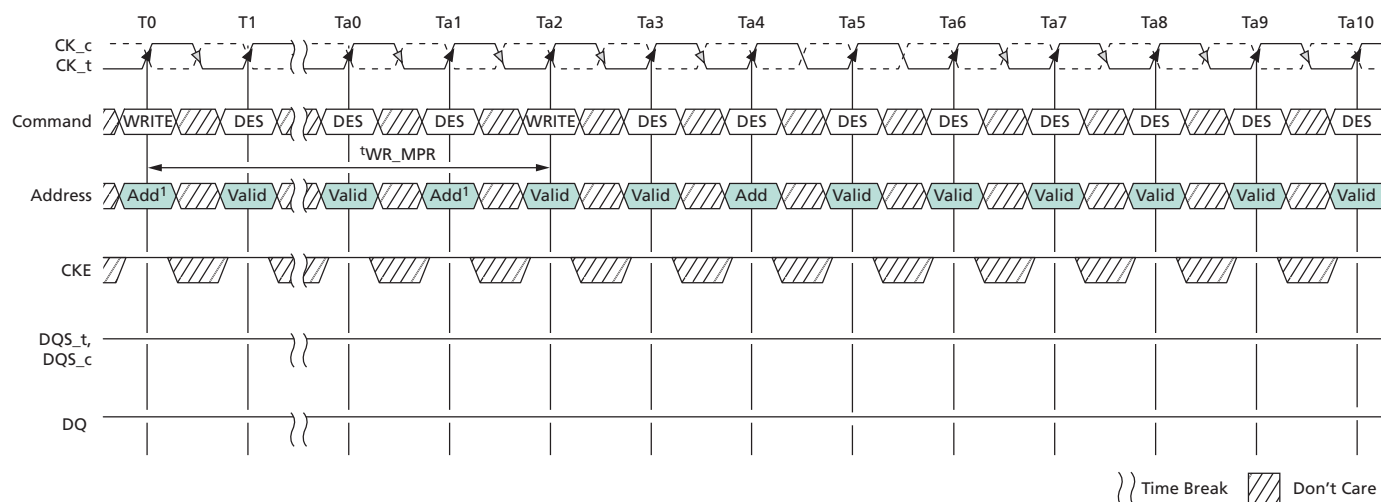 T0 T1 Ta0 Ta1 Ta2 Ta3 Ta4 Ta5 Ta6 Ta7 Ta8 Ta9 Ta10
CK_c
CK_t
Command WRITE DES DES DES WRITE DES DES DES DES DES DES DES DES
tWR_MPR
Address Add1 Valid Valid Add1 Valid Valid Add Valid Valid Valid Valid Valid Valid
CKE
DQS_t,
DQS_c
DQ
Time Break Don't Care